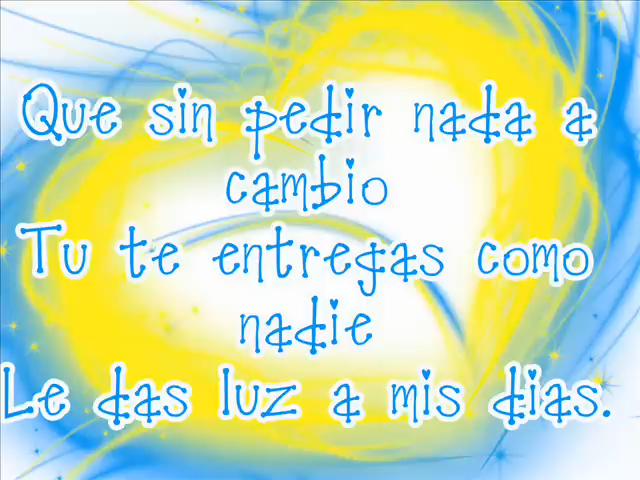 Que sin pedir nada a
cambio
Tu te entregas como
nadie
Le das luz a mis dias.